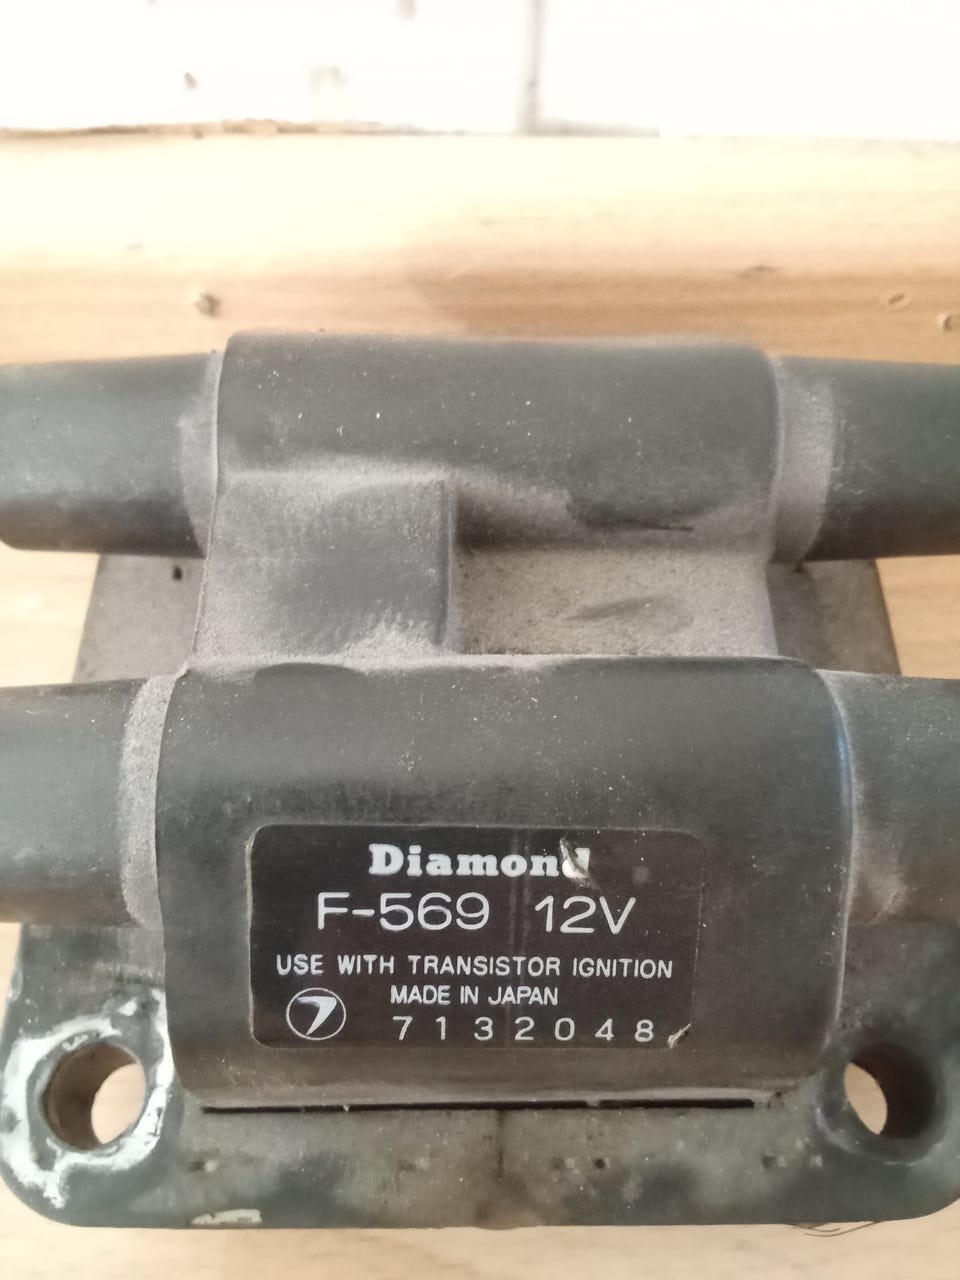 Diamond
F-569 12V
USE WITH TRANSISTOR IGNITION
MADE IN JAPAN
7132048